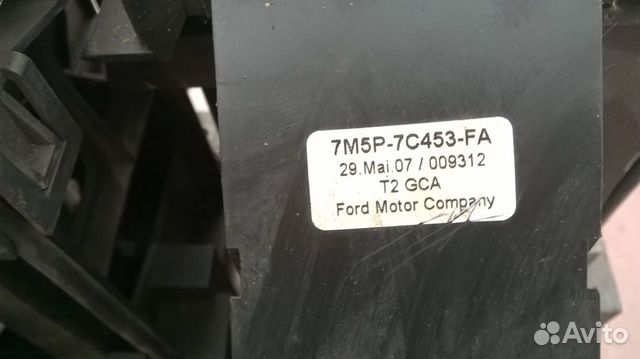 7M5P-7C453-FA
29.Mai.07 / 009312
T2 GCA
Ford Motor Company
Avito